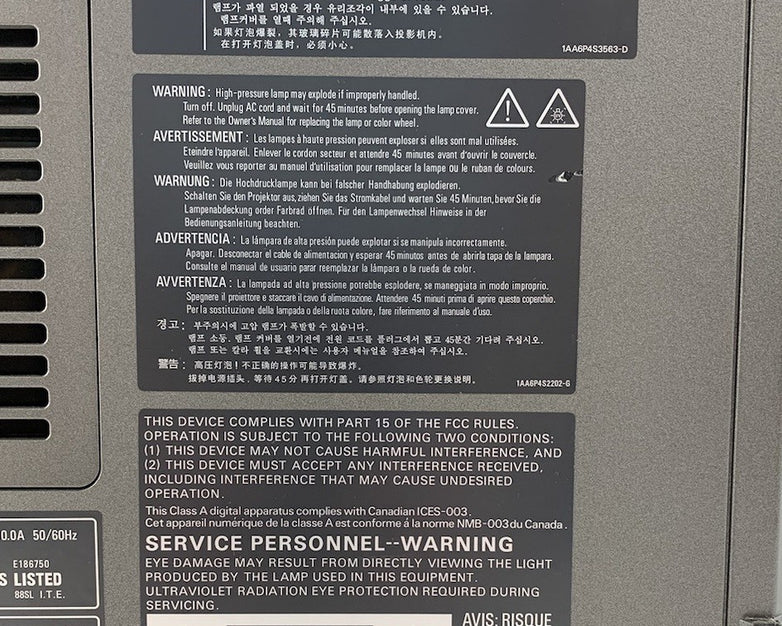 램프가 파열 되었을 경우 유리조각이 내부에 있을 수 있습니다.
램프커버를 열때 주의해 주십시오.
如果灯泡爆裂，其玻璃碎片可能散落入投影机内。
在打开灯泡盖时，必须小心。
1AA6P4S3563-D
WARNING : High-pressure lamp may explode if improperly handled.
Turn off. Unplug AC cord and wait for 45 minutes before opening the lamp cover.
Refer to the Owner's Manual for replacing the lamp or color wheel.
AVERTISSEMENT : Les lampes à haute pression peuvent exploser si elles sont mal utilisées.
Eteindre l'appareil. Enlever le cordon secteur et attendre 45 minutes avant d'ouvrir le couvercle.
Veuillez vous reporter au manuel d'utilisation pour remplacer la lampe ou le ruban de colours.
WARNUNG : Die Hochdrucklampe kann bei falscher Handhabung explodieren.
Schalten Sie den Projektor aus, ziehen Sie das Stromkabel und warten Sie 45 Minuten, bevor Sie die
Lampenabdeckung oder Farbrad öffnen. Für den Lampenwechsel Hinweise in der
Bedienungsanleitung beachten.
ADVERTENCIA : La lámpara de alta presión puede explotar si se manipula incorrectamente.
Apagar. Desconectar el cable de alimentacion y esperar 45 minutos antes de abrir la tapa de la lampara.
Consulte el manual de usuario para reemplazar la lámpara o la rueda de color.
AVVERTENZA : La lampada ad alta pressione potrebbe esplodere, se maneggiata in modo improprio.
Spegnere il proiettore e staccare il cavo di alimentazione. Attendere 45 minuti prima di aprire questo coperchio.
Per la sostituzione della lampada o della ruota colore, fare riferimento al manuale d'uso.
경고 : 부주의시에 고압 램프가 폭발할 수 있습니다.
램프 소등. 램프 커버를 열기전에 전원 코드를 플러그에서 뽑고 45분간 기다려 주십시오.
램프 또는 칼라 휠을 교환시에는 사용자 메뉴얼을 참조하여 주십시오.
警告 : 高压灯泡！不正确的操作可能导致爆炸。
拔掉电源插头，等待45分再打开灯盖。请参照灯泡和色轮更换说明。
1AA6P4S2202-G
THIS DEVICE COMPLIES WITH PART 15 OF THE FCC RULES.
OPERATION IS SUBJECT TO THE FOLLOWING TWO CONDITIONS:
(1) THIS DEVICE MAY NOT CAUSE HARMFUL INTERFERENCE, AND
(2) THIS DEVICE MUST ACCEPT ANY INTERFERENCE RECEIVED,
INCLUDING INTERFERENCE THAT MAY CAUSE UNDESIRED
OPERATION.
This Class A digital apparatus complies with Canadian ICES-003.
Cet appareil numérique de la classe A est conforme á la norme NMB-003 du Canada.
SERVICE PERSONNEL--WARNING
EYE DAMAGE MAY RESULT FROM DIRECTLY VIEWING THE LIGHT
PRODUCED BY THE LAMP USED IN THIS EQUIPMENT.
ULTRAVIOLET RADIATION EYE PROTECTION REQUIRED DURING
SERVICING.
AVIS: RISQUE
0.0A 50/60Hz
E186750
S LISTED
88SL I.T.E.